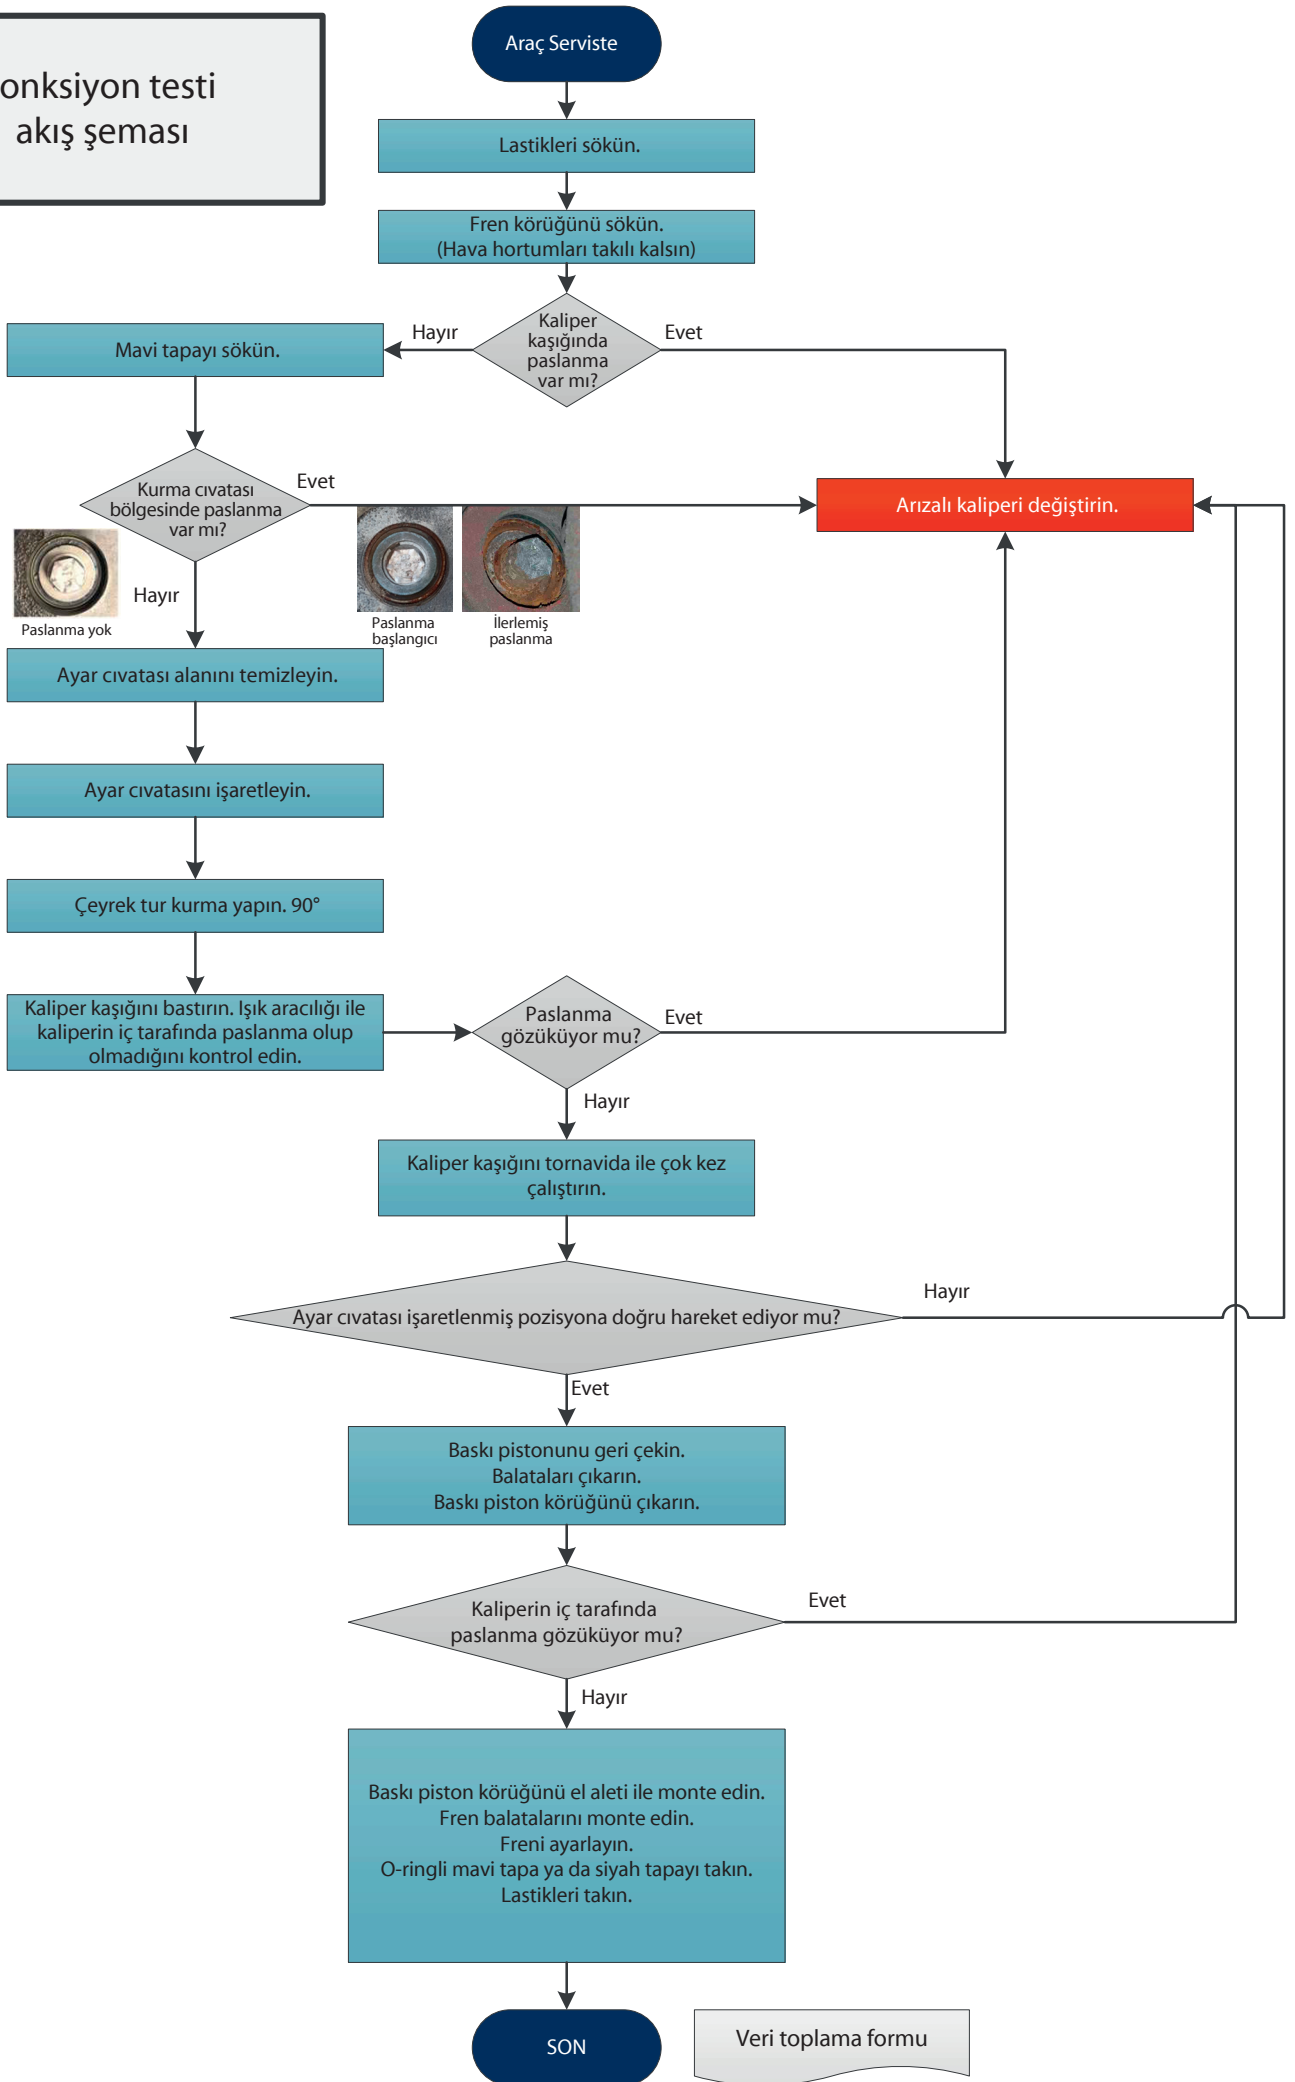 onksiyon testi
akış şeması
Araç Serviste
Lastikleri sökün.
Fren körüğünü sökün.
(Hava hortumları takılı kalsın)
Kaliper
kaşığında
paslanma
var mı?
Hayır
Evet
Mavi tapayı sökün.
Kurma cıvatası
bölgesinde paslanma
var mı?
Evet
Arızalı kaliperi değiştirin.
Hayır
Paslanma yok
Paslanma
başlangıcı
İlerlemiş
paslanma
Ayar cıvatası alanını temizleyin.
Ayar cıvatasını işaretleyin.
Çeyrek tur kurma yapın. 90°
Kaliper kaşığını bastırın. Işık aracılığı ile
kaliperin iç tarafında paslanma olup
olmadığını kontrol edin.
Paslanma
gözüküyor mu?
Evet
Hayır
Kaliper kaşığını tornavida ile çok kez
çalıştırın.
Ayar cıvatası işaretlenmiş pozisyona doğru hareket ediyor mu?
Hayır
Evet
Baskı pistonunu geri çekin.
Balataları çıkarın.
Baskı piston körüğünü çıkarın.
Kaliperin iç tarafında
paslanma gözüküyor mu?
Evet
Hayır
Baskı piston körüğünü el aleti ile monte edin.
Fren balatalarını monte edin.
Freni ayarlayın.
O-ringli mavi tapa ya da siyah tapayı takın.
Lastikleri takın.
SON
Veri toplama formu